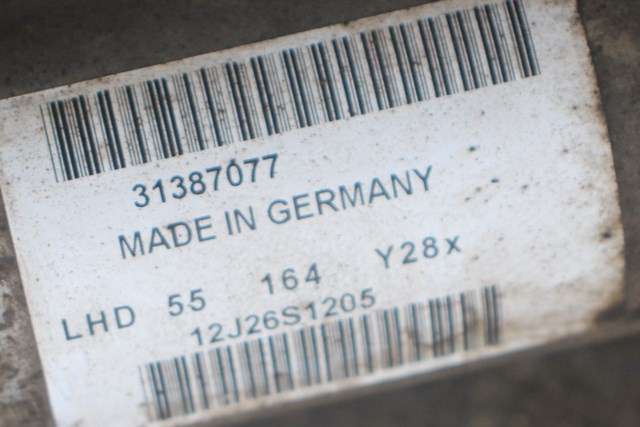 31387077
MADE IN GERMANY
LHD 55 164 Y28x
12J26S1205